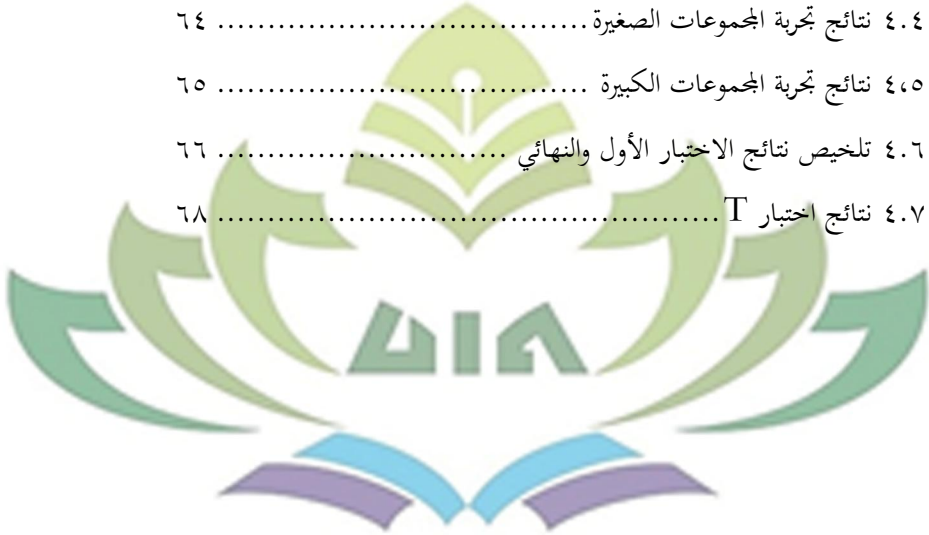 ٤.٤ نتائج تجربة المجموعات الصغيرة .................................. ٦٤
٤،٥ نتائج تجربة المجموعات الكبيرة .................................. ٦٥
٤.٦ تلخيص نتائج الاختبار الأول والنهائي ........................... ٦٦
٤.٧ نتائج اختبار T ............................................... ٦٨
UIN